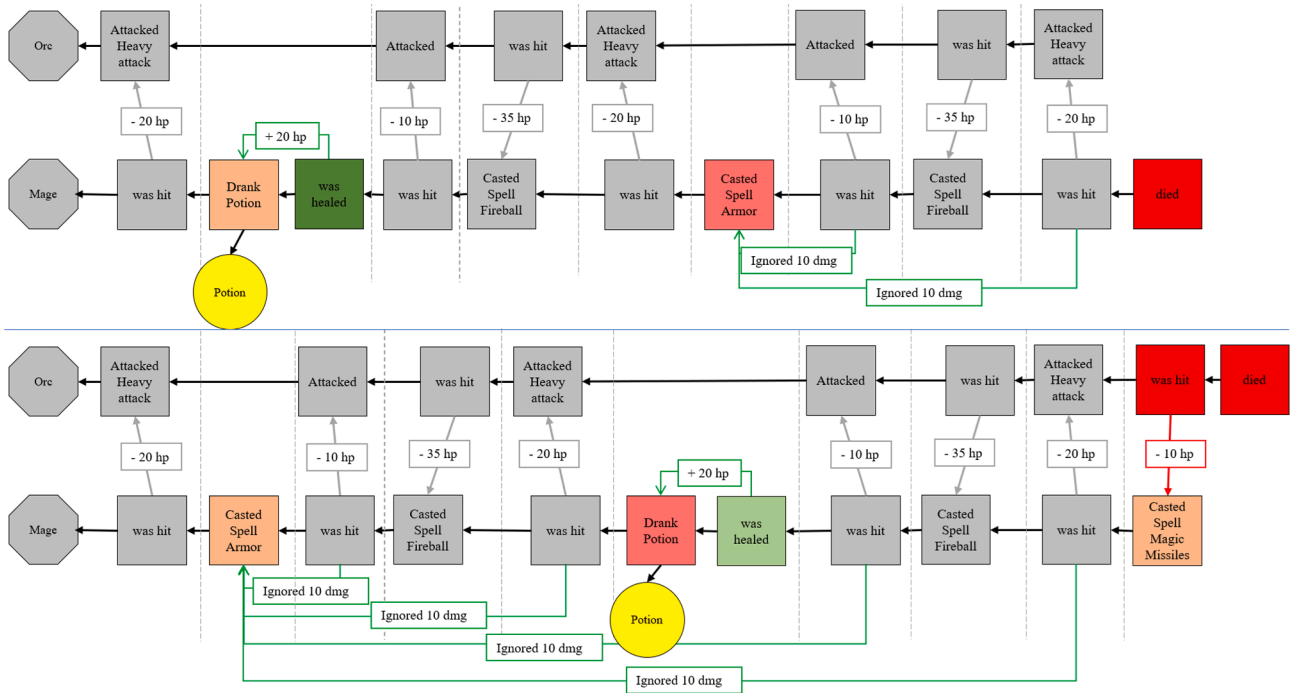 Orc
Attacked
Heavy
attack
Attacked
was hit
Attacked
Heavy
attack
Attacked
was hit
Attacked
Heavy
attack
- 20 hp
+ 20 hp
- 10 hp
- 35 hp
- 20 hp
- 10 hp
- 35 hp
- 20 hp
Mage
was hit
Drank
Potion
was
healed
was hit
Casted
Spell
Fireball
was hit
Casted
Spell
Armor
was hit
Casted
Spell
Fireball
was hit
died
Ignored 10 dmg
Ignored 10 dmg
Potion
Orc
Attacked
Heavy
attack
Attacked
was hit
Attacked
Heavy
attack
Attacked
was hit
Attacked
Heavy
attack
was hit
died
- 20 hp
- 10 hp
- 35 hp
- 20 hp
+ 20 hp
- 10 hp
- 35 hp
- 20 hp
- 10 hp
Mage
was hit
Casted
Spell
Armor
was hit
Casted
Spell
Fireball
was hit
Drank
Potion
was
healed
was hit
Casted
Spell
Fireball
was hit
Casted
Spell
Magic
Missiles
Ignored 10 dmg
Ignored 10 dmg
Potion
Ignored 10 dmg
Ignored 10 dmg